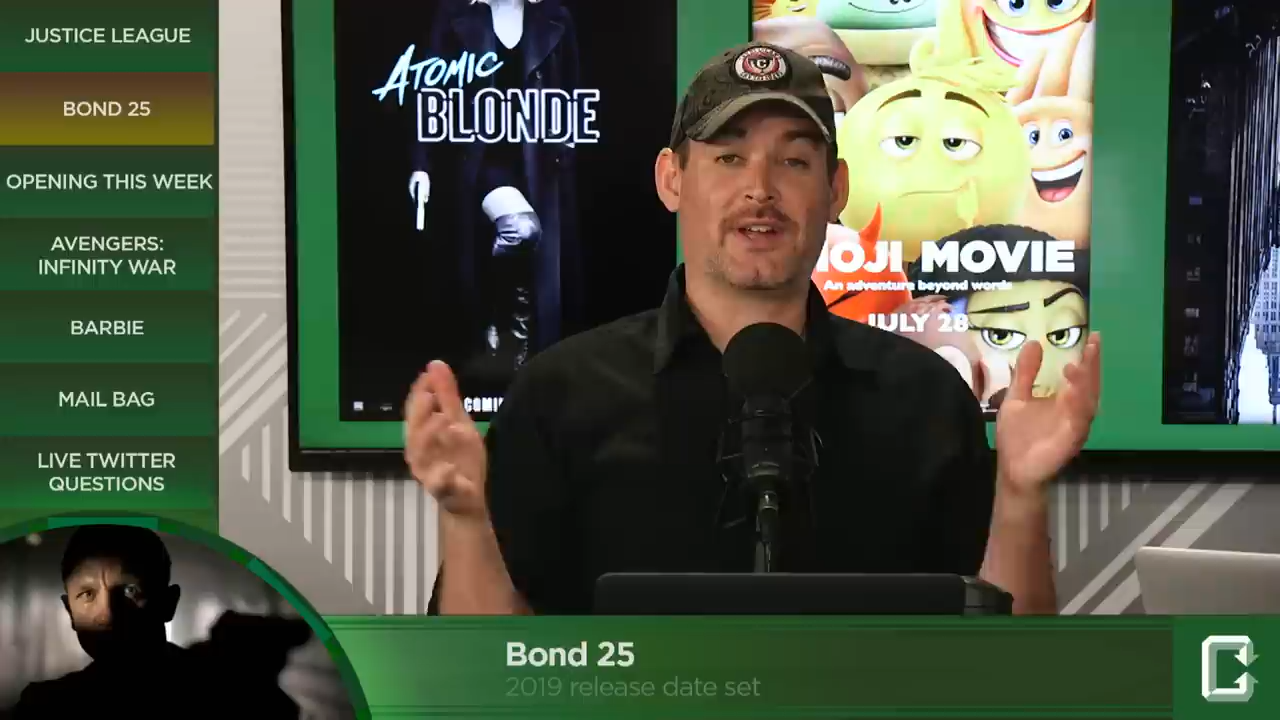 JUSTICE LEAGUE
BOND 25
OPENING THIS WEEK
AVENGERS:
INFINITY WAR
BARBIE
MAIL BAG
LIVE TWITTER
QUESTIONS
ATOMIC
BLONDE
MOVIE
An adventure beyond words
JULY 28
Bond 25
2019 release date set